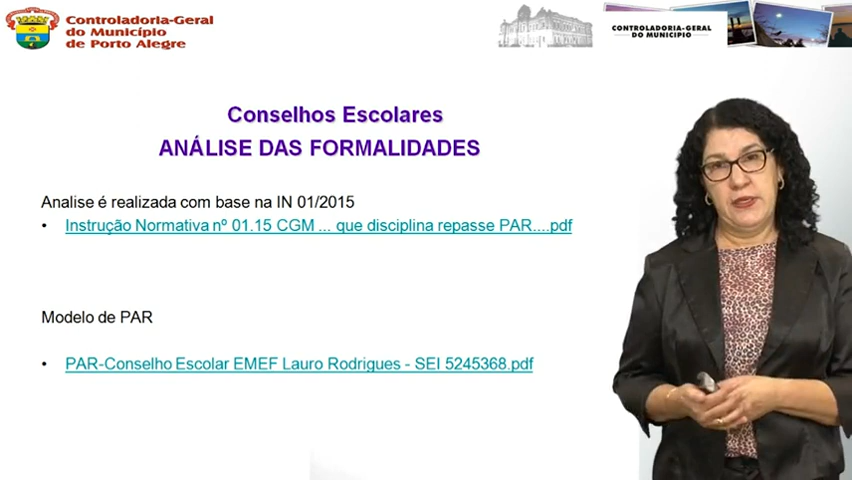 Controladoria-Geral
do Município
de Porto Alegre
CONTROLADORIA-GERAL
DO MUNICÍPIO
Conselhos Escolares
ANÁLISE DAS FORMALIDADES
Analise é realizada com base na IN 01/2015
• Instrução Normativa nº 01.15 CGM ... que disciplina repasse PAR....pdf
Modelo de PAR
• PAR-Conselho Escolar EMEF Lauro Rodrigues - SEI 5245368.pdf